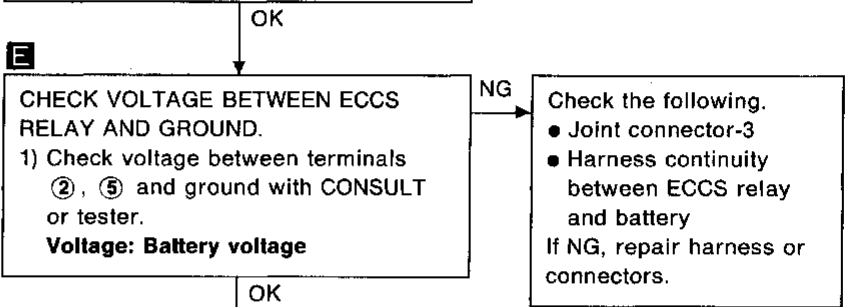 OK
E
CHECK VOLTAGE BETWEEN ECCS
RELAY AND GROUND.
1) Check voltage between terminals
②, ⑤ and ground with CONSULT
or tester.
Voltage: Battery voltage
OK
NG
Check the following.
● Joint connector-3
● Harness continuity
between ECCS relay
and battery
If NG, repair harness or
connectors.